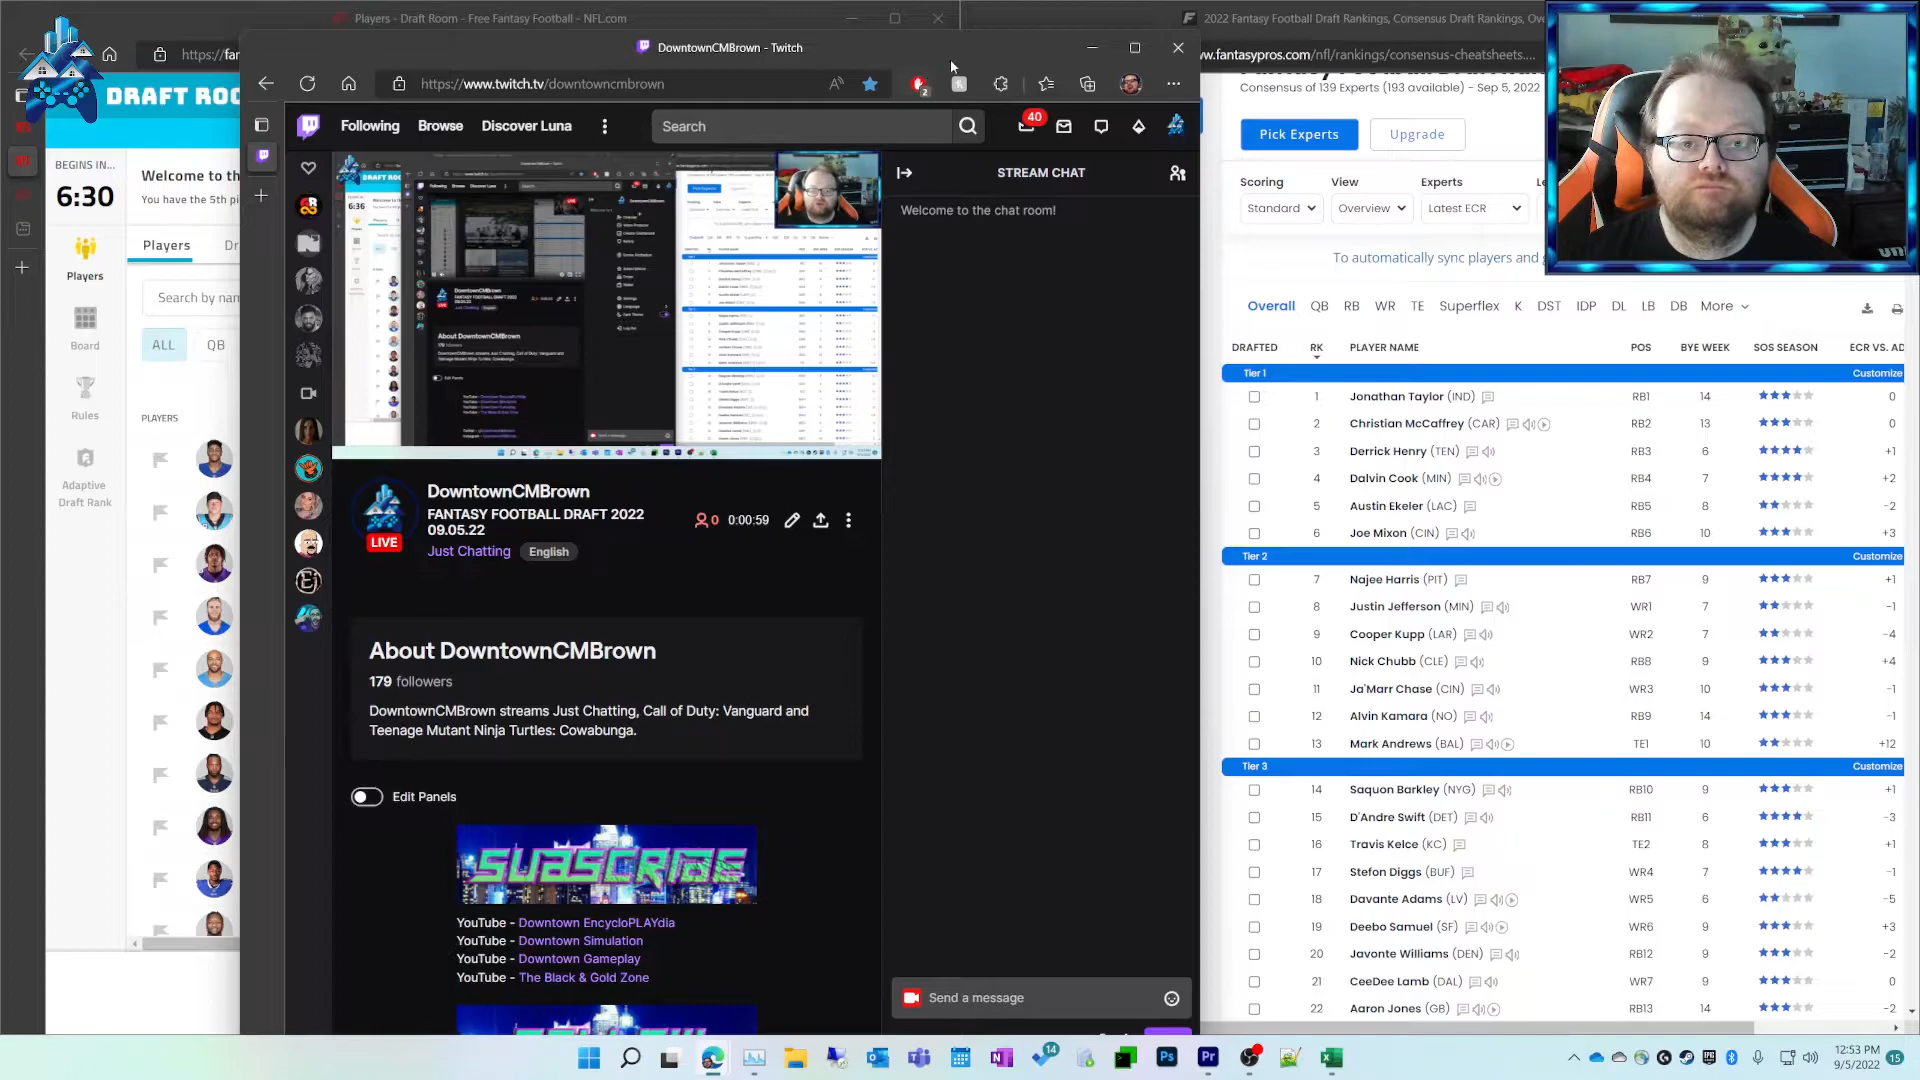 Players - Draft Room - Free Fantasy Football - NFL.com
2022 Fantasy Football Draft Rankings, Consensus Draft Rankings, Ove
https://fan
DowntownCMBrown - Twitch
https://www.twitch.tv/downtowncmbrown
w.fantasypros.com/nfl/rankings/consensus-cheatsheets....
DRAFT ROO
BEGINS IN...
6:30
Welcome to th
You have the 5th pi
Players
Dr
Players
Search by nam
Board
ALL
QB
Rules
PLAYERS
Adaptive
Draft Rank
Following
Browse
Discover Luna
Search
40
STREAM CHAT
Welcome to the chat room!
DowntownCMBrown
FANTASY FOOTBALL DRAFT 2022
09.05.22
Just Chatting
English
LIVE
0
0:00:59
About DowntownCMBrown
179 followers
DowntownCMBrown streams Just Chatting, Call of Duty: Vanguard and
Teenage Mutant Ninja Turtles: Cowabunga.
Edit Panels
SUBSCRIBE
YouTube - Downtown EncycloPLAYdia
YouTube - Downtown Simulation
YouTube - Downtown Gameplay
YouTube - The Black & Gold Zone
Send a message
Consensus of 139 Experts (193 available) - Sep 5, 2022
Pick Experts
Upgrade
Scoring
View
Experts
Le
Standard
Overview
Latest ECR
To automatically sync players and g
Overall QB RB WR TE Superflex K DST IDP DL LB DB More
DRAFTED RK PLAYER NAME POS BYE WEEK SOS SEASON ECR VS. AD
Tier 1 Customize
1 Jonathan Taylor (IND) RB1 14 0
2 Christian McCaffrey (CAR) RB2 13 0
3 Derrick Henry (TEN) RB3 6 +1
4 Dalvin Cook (MIN) RB4 7 +2
5 Austin Ekeler (LAC) RB5 8 -2
6 Joe Mixon (CIN) RB6 10 +3
Tier 2 Customize
7 Najee Harris (PIT) RB7 9 +1
8 Justin Jefferson (MIN) WR1 7 -1
9 Cooper Kupp (LAR) WR2 7 -4
10 Nick Chubb (CLE) RB8 9 +4
11 Ja'Marr Chase (CIN) WR3 10 -1
12 Alvin Kamara (NO) RB9 14 -1
13 Mark Andrews (BAL) TE1 10 +12
Tier 3 Customize
14 Saquon Barkley (NYG) RB10 9 +1
15 D'Andre Swift (DET) RB11 6 -3
16 Travis Kelce (KC) TE2 8 +1
17 Stefon Diggs (BUF) WR4 7 -1
18 Davante Adams (LV) WR5 6 -5
19 Deebo Samuel (SF) WR6 9 +3
20 Javonte Williams (DEN) RB12 9 -2
21 CeeDee Lamb (DAL) WR7 9 0
22 Aaron Jones (GB) RB13 14 -2
14
12:53 PM
9/5/2022
15